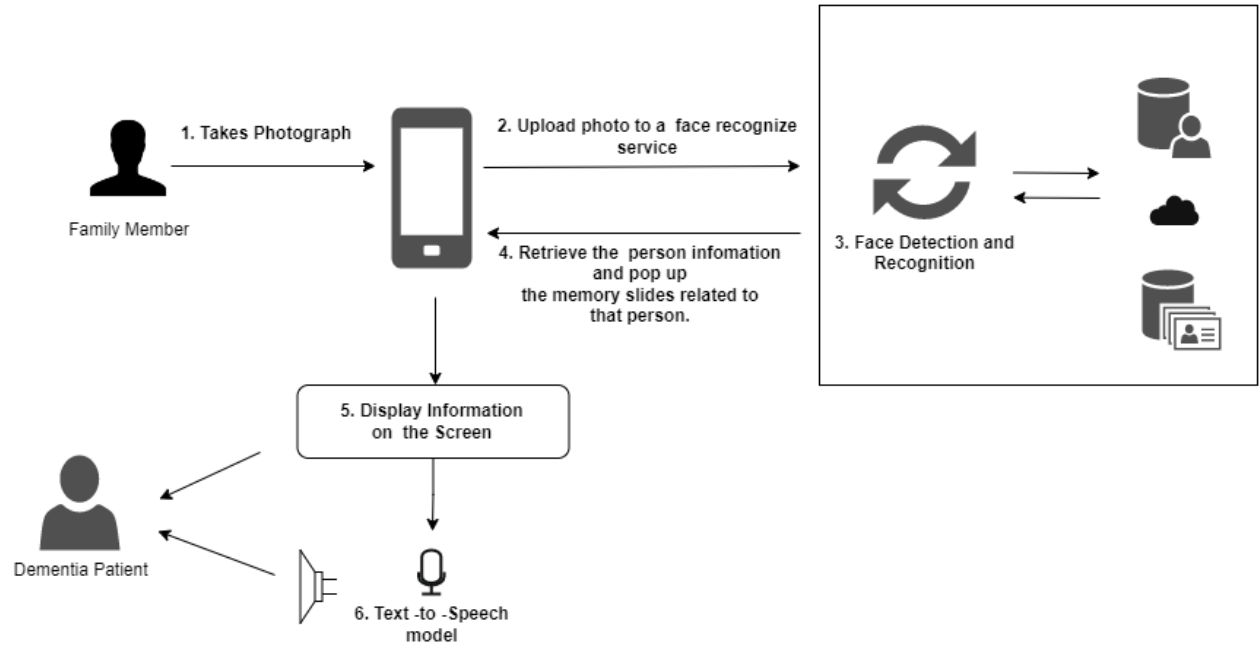 1. Takes Photograph
Family Member
2. Upload photo to a face recognize
service
3. Face Detection and
Recognition
4. Retrieve the person infomation
and pop up
the memory slides related to
that person.
5. Display Information
on the Screen
Dementia Patient
6. Text -to -Speech
model